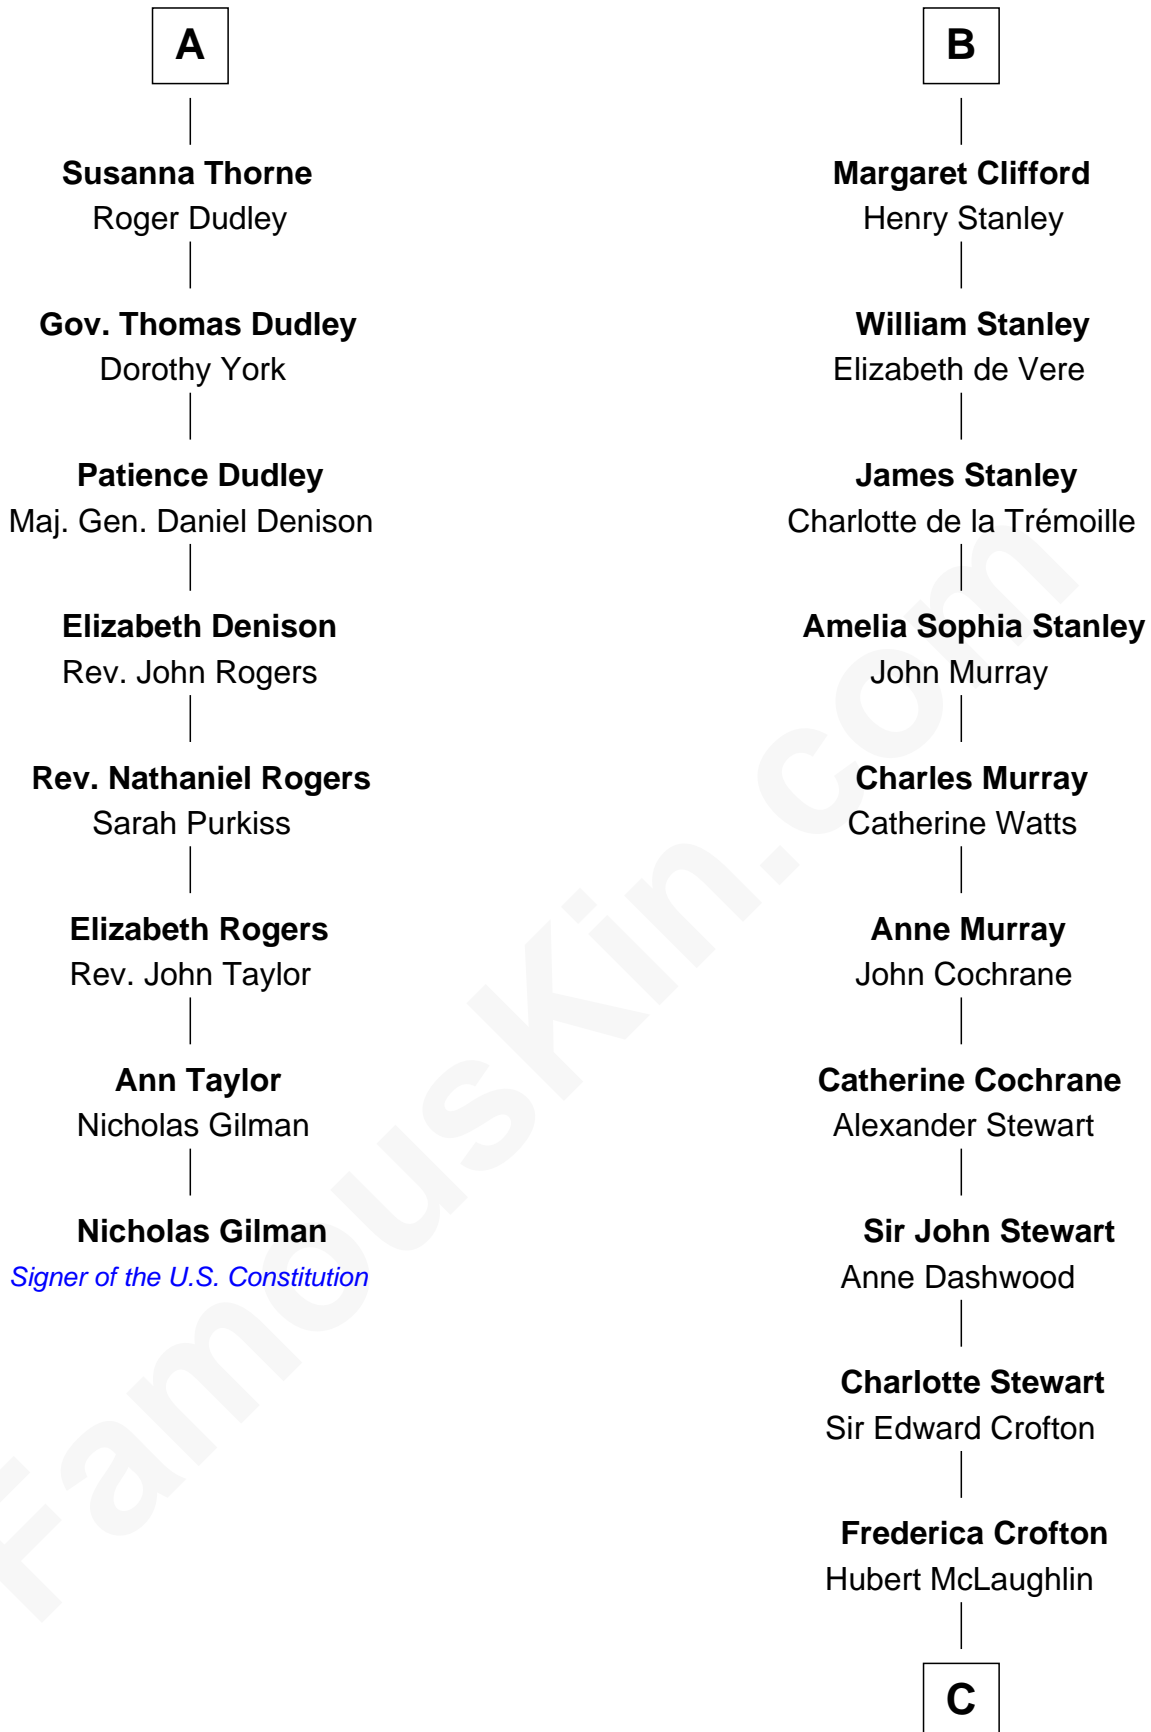 A
Susanna Thorne
Roger Dudley
Gov. Thomas Dudley
Dorothy York
Patience Dudley
Maj. Gen. Daniel Denison
Elizabeth Denison
Rev. John Rogers
Rev. Nathaniel Rogers
Sarah Purkiss
Elizabeth Rogers
Rev. John Taylor
Ann Taylor
Nicholas Gilman
Nicholas Gilman
Signer of the U.S. Constitution
B
Margaret Clifford
Henry Stanley
William Stanley
Elizabeth de Vere
James Stanley
Charlotte de la Trémoille
Amelia Sophia Stanley
John Murray
Charles Murray
Catherine Watts
Anne Murray
John Cochrane
Catherine Cochrane
Alexander Stewart
Sir John Stewart
Anne Dashwood
Charlotte Stewart
Sir Edward Crofton
Frederica Crofton
Hubert McLaughlin
C
FamousKin.com